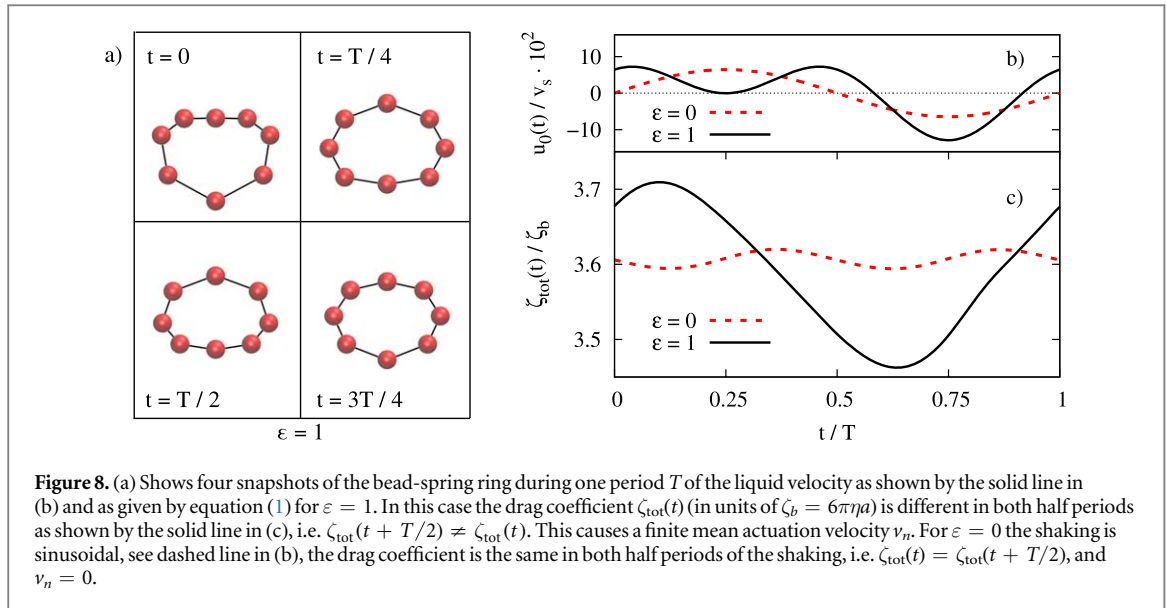 a)
t = 0
t = T / 4
t = T / 2
t = 3T / 4
ε = 1
b)
u₀(t) / vₛ · 10²
10
0
−10
ε = 0
ε = 1
c)
ζₜₒₜ(t) / ζ_b
3.7
3.6
3.5
ε = 0
ε = 1
0 0.25 0.5 0.75 1
t / T
Figure 8. (a) Shows four snapshots of the bead-spring ring during one period T of the liquid velocity as shown by the solid line in
(b) and as given by equation (1) for ε = 1. In this case the drag coefficient ζₜₒₜ(t) (in units of ζ_b = 6πηa) is different in both half periods
as shown by the solid line in (c), i.e. ζₜₒₜ(t + T/2) ≠ ζₜₒₜ(t). This causes a finite mean actuation velocity vₙ. For ε = 0 the shaking is
sinusoidal, see dashed line in (b), the drag coefficient is the same in both half periods of the shaking, i.e. ζₜₒₜ(t) = ζₜₒₜ(t + T/2), and
vₙ = 0.